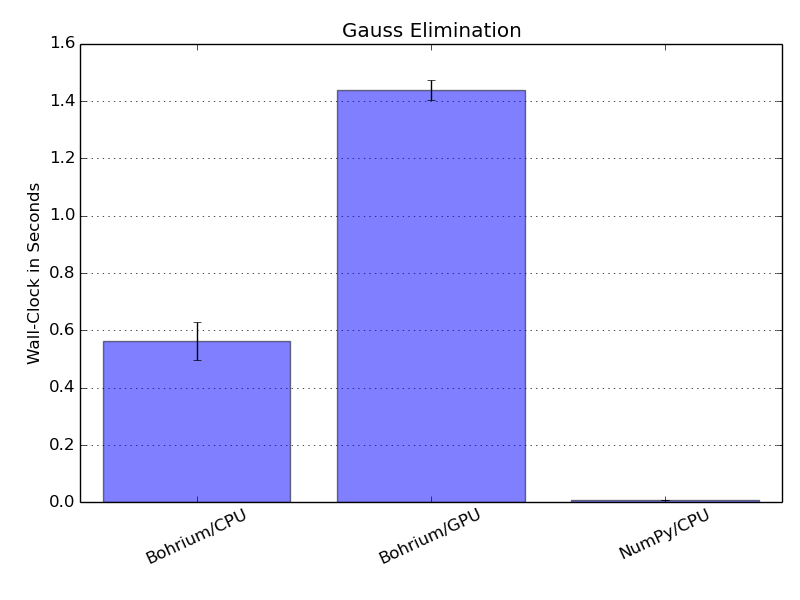 Gauss Elimination
Wall-Clock in Seconds
1.6
1.4
1.2
1.0
0.8
0.6
0.4
0.2
0.0
Bohrium/CPU
Bohrium/GPU
NumPy/CPU